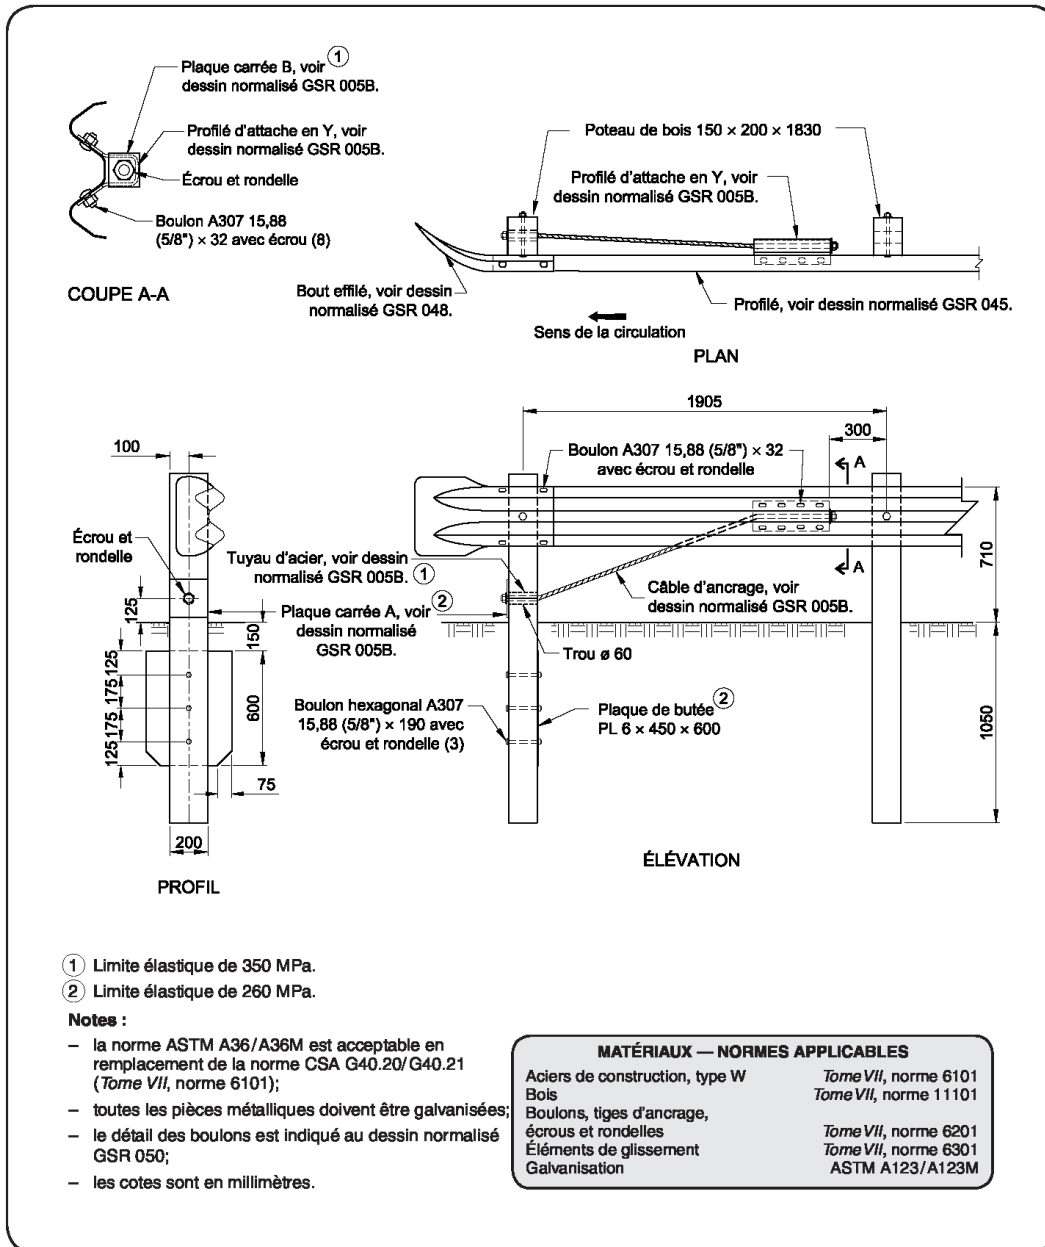 Plaque carrée B, voir ①
dessin normalisé GSR 005B.
Profilé d'attache en Y, voir
dessin normalisé GSR 005B.
Écrou et rondelle
Boulon A307 15,88
(5/8") × 32 avec écrou (8)
COUPE A-A
Poteau de bois 150 × 200 × 1830
Profilé d'attache en Y, voir
dessin normalisé GSR 005B.
Bout effilé, voir dessin
normalisé GSR 048.
Profilé, voir dessin normalisé GSR 045.
Sens de la circulation
PLAN
100
Écrou et
rondelle
125
150
125
175
175
125
600
75
200
PROFIL
1905
300
Boulon A307 15,88 (5/8") × 32
avec écrou et rondelle
A
A
710
Tuyau d'acier, voir dessin
normalisé GSR 005B. ①
Câble d'ancrage, voir
dessin normalisé GSR 005B.
Plaque carrée A, voir ②
dessin normalisé
GSR 005B.
Trou ø 60
Boulon hexagonal A307
15,88 (5/8") × 190 avec
écrou et rondelle (3)
Plaque de butée ②
PL 6 × 450 × 600
1050
ÉLÉVATION
① Limite élastique de 350 MPa.
② Limite élastique de 260 MPa.
Notes :
– la norme ASTM A36/A36M est acceptable en
remplacement de la norme CSA G40.20/G40.21
(Tome VII, norme 6101);
– toutes les pièces métalliques doivent être galvanisées;
– le détail des boulons est indiqué au dessin normalisé
GSR 050;
– les cotes sont en millimètres.
MATÉRIAUX — NORMES APPLICABLES
Aciers de construction, type W Tome VII, norme 6101
Bois Tome VII, norme 11101
Boulons, tiges d'ancrage,
écrous et rondelles Tome VII, norme 6201
Éléments de glissement Tome VII, norme 6301
Galvanisation ASTM A123/A123M